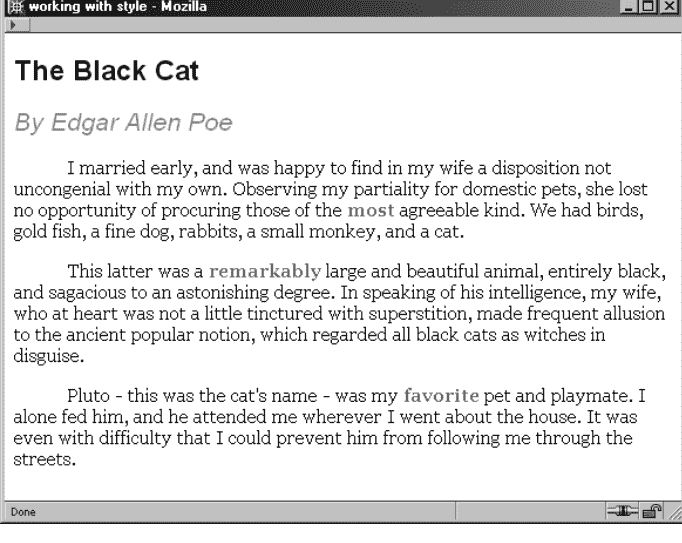 working with style - Mozilla
The Black Cat
By Edgar Allen Poe
I married early, and was happy to find in my wife a disposition not
uncongenial with my own. Observing my partiality for domestic pets, she lost
no opportunity of procuring those of the most agreeable kind. We had birds,
gold fish, a fine dog, rabbits, a small monkey, and a cat.
This latter was a remarkably large and beautiful animal, entirely black,
and sagacious to an astonishing degree. In speaking of his intelligence, my wife,
who at heart was not a little tinctured with superstition, made frequent allusion
to the ancient popular notion, which regarded all black cats as witches in
disguise.
Pluto - this was the cat's name - was my favorite pet and playmate. I
alone fed him, and he attended me wherever I went about the house. It was
even with difficulty that I could prevent him from following me through the
streets.
Done